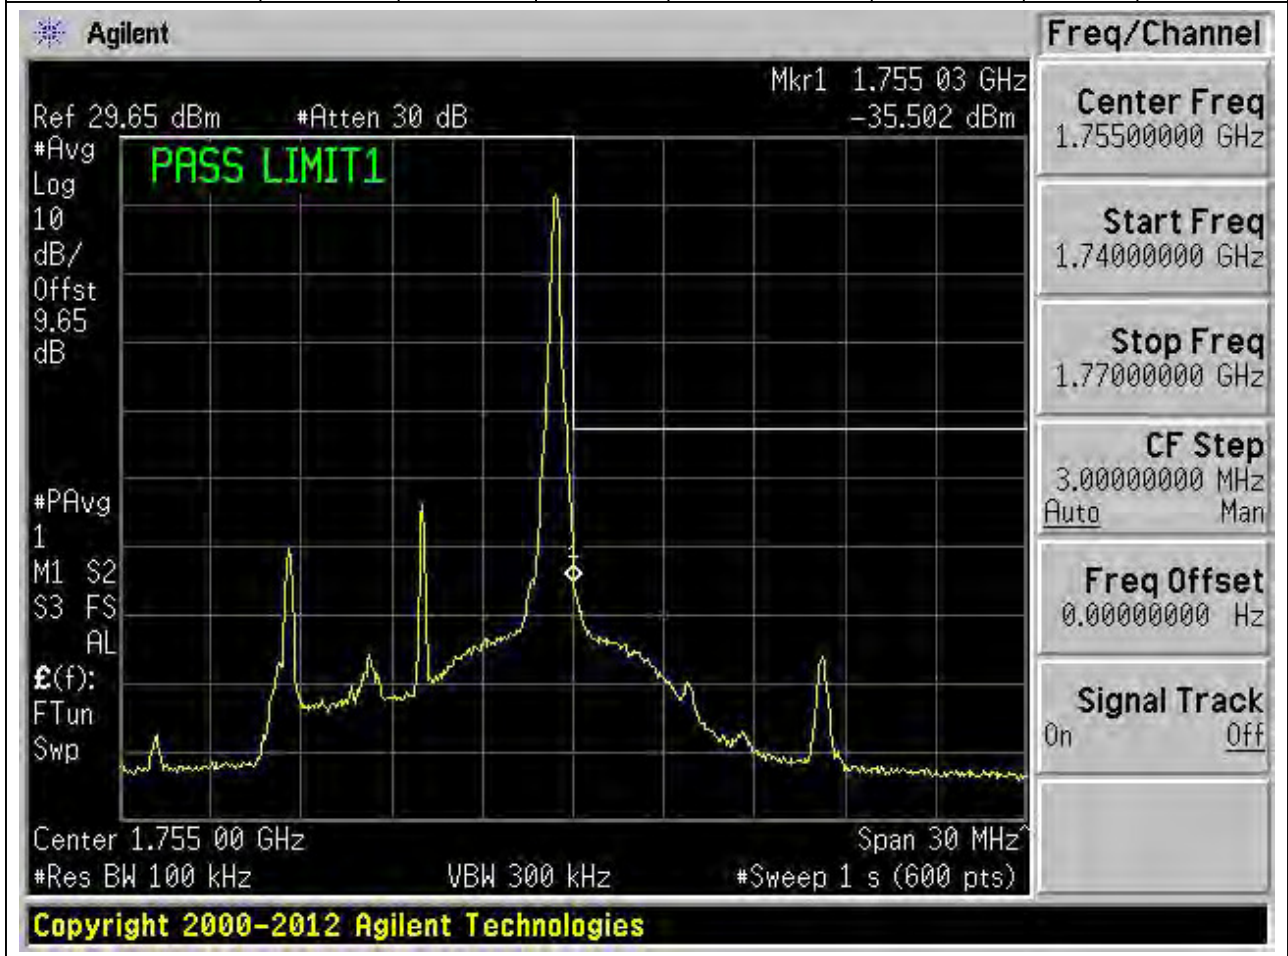 Agilent
Freq/Channel
Mkr1 1.755 03 GHz
Ref 29.65 dBm #Atten 30 dB -35.502 dBm
#Avg
Log
10
dB/
Offst
9.65
dB
PASS LIMIT1
#PAvg
1
M1 S2
S3 FS
AL
£(f):
FTun
Swp
1
Center 1.755 00 GHz Span 30 MHz^
#Res BW 100 kHz VBW 300 kHz #Sweep 1 s (600 pts)
Center Freq
1.75500000 GHz
Start Freq
1.74000000 GHz
Stop Freq
1.77000000 GHz
CF Step
3.00000000 MHz
Auto Man
Freq Offset
0.00000000 Hz
Signal Track
On Off
Copyright 2000-2012 Agilent Technologies